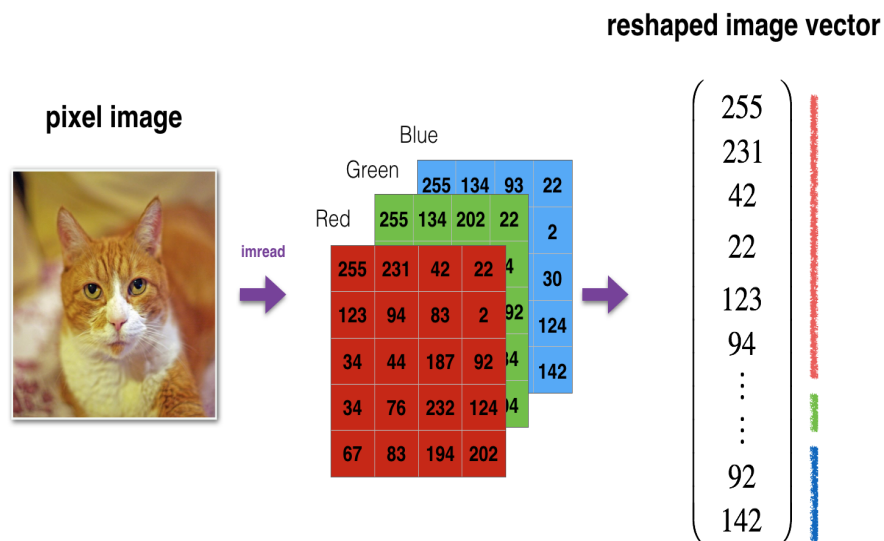 reshaped image vector
pixel image
Blue
Green
Red
imread
255 134 93 22
2
30
124
142
255 134 202 22
255 231 42 22
123 94 83 2
34 44 187 92
34 76 232 124
67 83 194 202
255
231
42
22
123
94
92
142